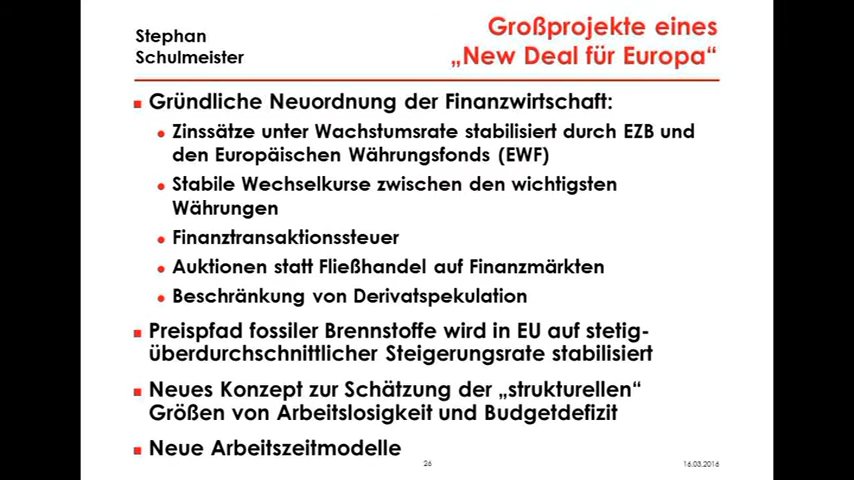 Stephan
Schulmeister
Großprojekte eines
„New Deal für Europa“
Gründliche Neuordnung der Finanzwirtschaft:
Zinssätze unter Wachstumsrate stabilisiert durch EZB und
den Europäischen Währungsfonds (EWF)
Stabile Wechselkurse zwischen den wichtigsten
Währungen
Finanztransaktionssteuer
Auktionen statt Fließhandel auf Finanzmärkten
Beschränkung von Derivatspekulation
Preispfad fossiler Brennstoffe wird in EU auf stetig-
überdurchschnittlicher Steigerungsrate stabilisiert
Neues Konzept zur Schätzung der „strukturellen“
Größen von Arbeitslosigkeit und Budgetdefizit
Neue Arbeitszeitmodelle
26
16.03.2016